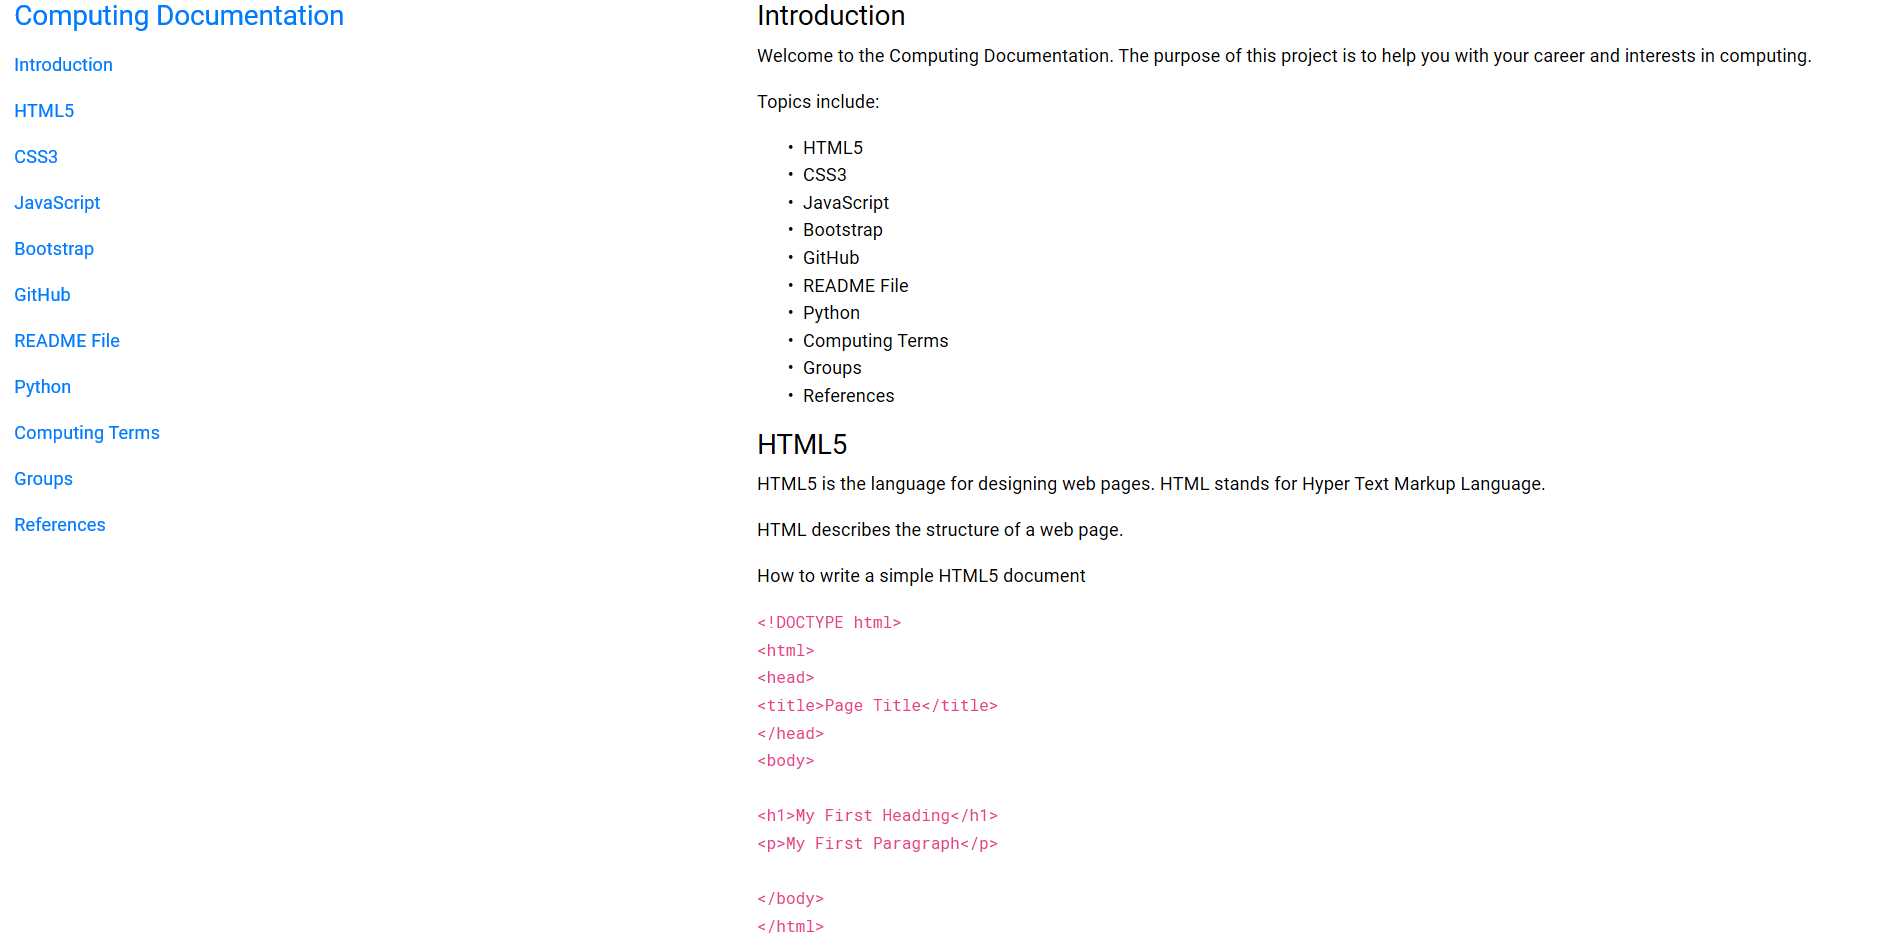 Computing Documentation
Introduction
HTML5
CSS3
JavaScript
Bootstrap
GitHub
README File
Python
Computing Terms
Groups
References
Introduction
Welcome to the Computing Documentation. The purpose of this project is to help you with your career and interests in computing.
Topics include:
• HTML5
• CSS3
• JavaScript
• Bootstrap
• GitHub
• README File
• Python
• Computing Terms
• Groups
• References
HTML5
HTML5 is the language for designing web pages. HTML stands for Hyper Text Markup Language.
HTML describes the structure of a web page.
How to write a simple HTML5 document
<!DOCTYPE html>
<html>
<head>
<title>Page Title</title>
</head>
<body>
<h1>My First Heading</h1>
<p>My First Paragraph</p>
</body>
</html>